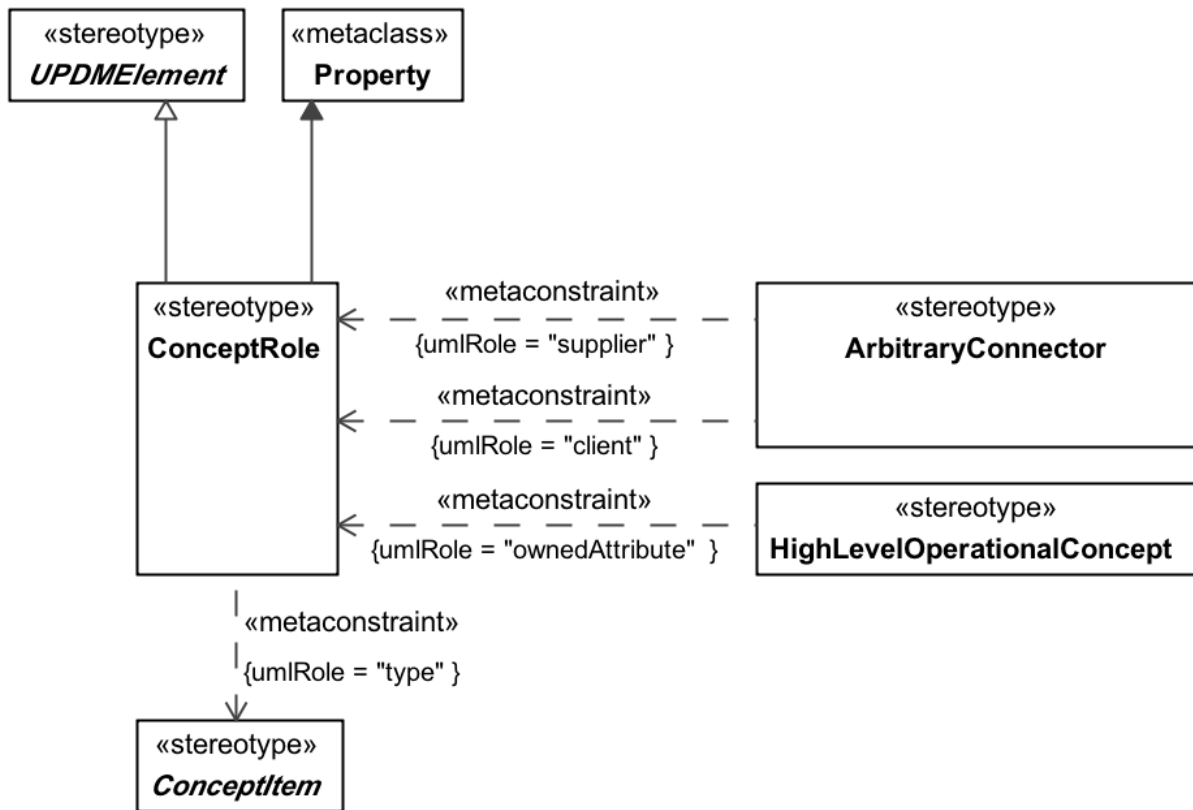 «stereotype»
UPDMElement
«metaclass»
Property
«stereotype»
ConceptRole
«metaconstraint»
{umlRole = "supplier" }
«metaconstraint»
{umlRole = "client" }
«stereotype»
ArbitraryConnector
«metaconstraint»
{umlRole = "ownedAttribute" }
«stereotype»
HighLevelOperationalConcept
«metaconstraint»
{umlRole = "type" }
«stereotype»
ConceptItem